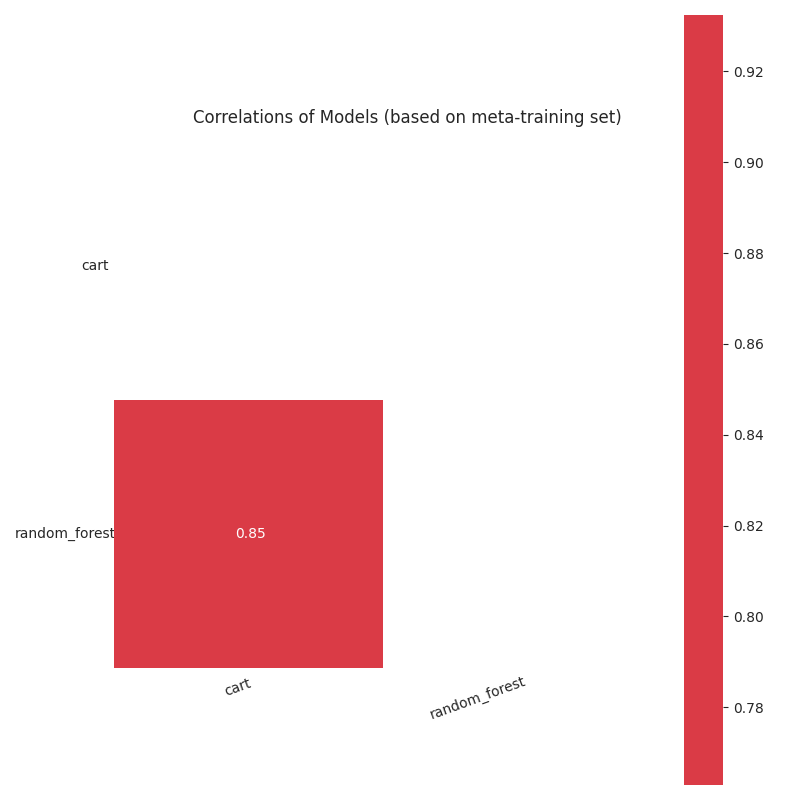 Correlations of Models (based on meta-training set)
cart
random_forest
0.85
cart
random_forest
0.92
0.90
0.88
0.86
0.84
0.82
0.80
0.78